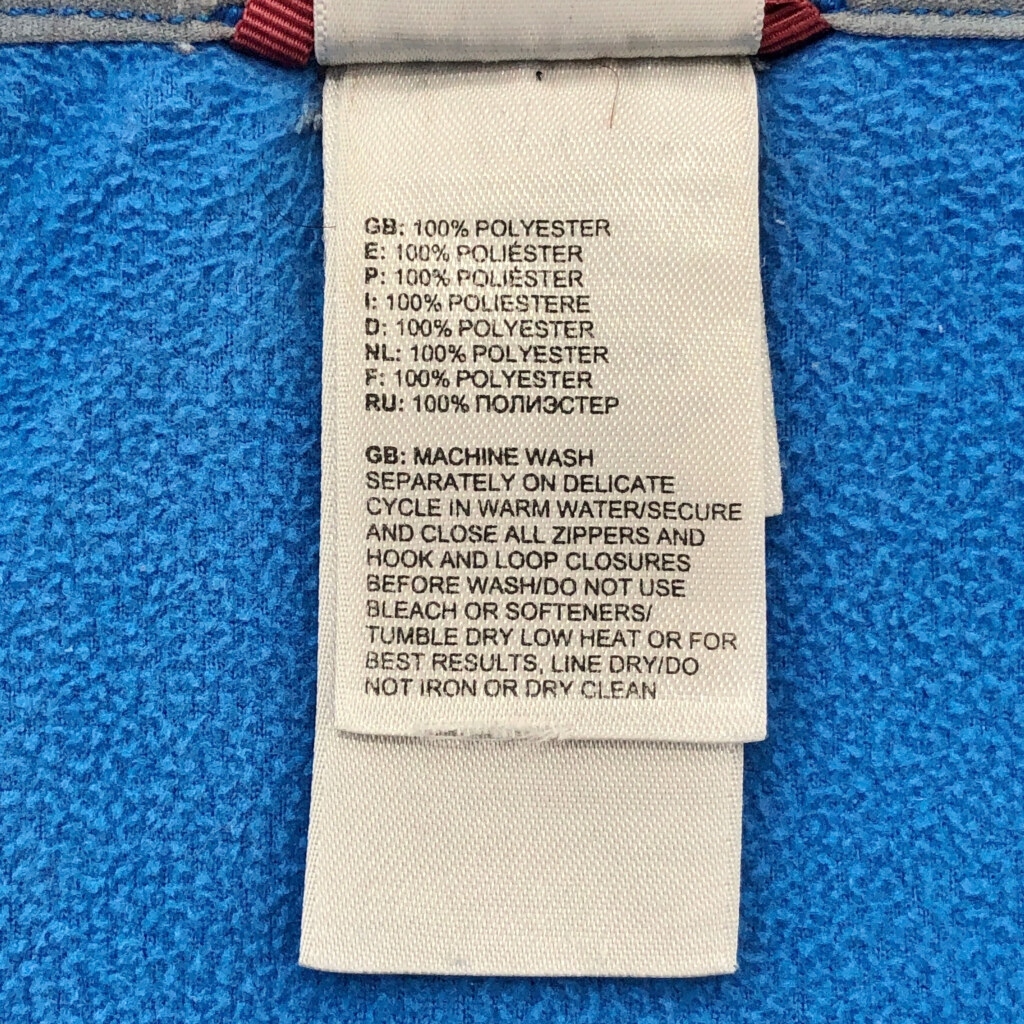 GB: 100% POLYESTER
E: 100% POLIÉSTER
P: 100% POLIÉSTER
I: 100% POLIESTERE
D: 100% POLYESTER
NL: 100% POLYESTER
F: 100% POLYESTER
RU: 100% ПОЛИЭСТЕР
GB: MACHINE WASH
SEPARATELY ON DELICATE
CYCLE IN WARM WATER/SECURE
AND CLOSE ALL ZIPPERS AND
HOOK AND LOOP CLOSURES
BEFORE WASH/DO NOT USE
BLEACH OR SOFTENERS/
TUMBLE DRY LOW HEAT OR FOR
BEST RESULTS, LINE DRY/DO
NOT IRON OR DRY CLEAN